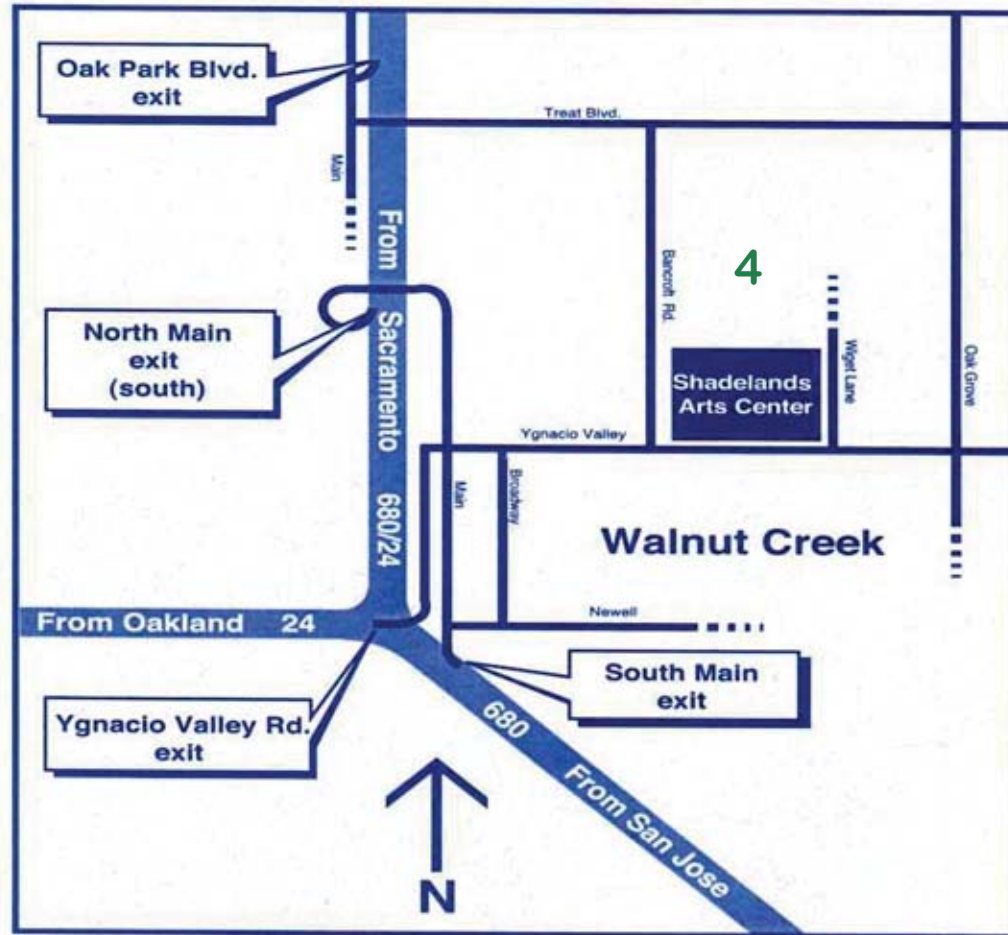 Oak Park Blvd.
exit
Treat Blvd.
Main
From
Sacramento
680/24
North Main
exit
(south)
Bancroft Rd.
4
Wiget Lane
Oak Grove
Shadelands
Arts Center
Ygnacio Valley
Main
Broadway
Walnut Creek
From Oakland 24
Newell
South Main
exit
Ygnacio Valley Rd.
exit
680 From San Jose
N